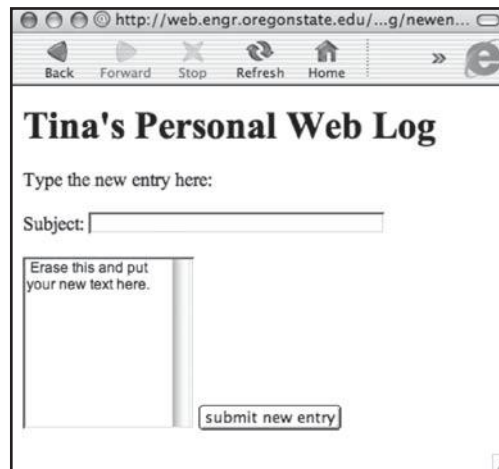 http://web.engr.oregonstate.edu/...g/newen...
Back Forward Stop Refresh Home »
Tina's Personal Web Log
Type the new entry here:
Subject:
Erase this and put
your new text here.
submit new entry